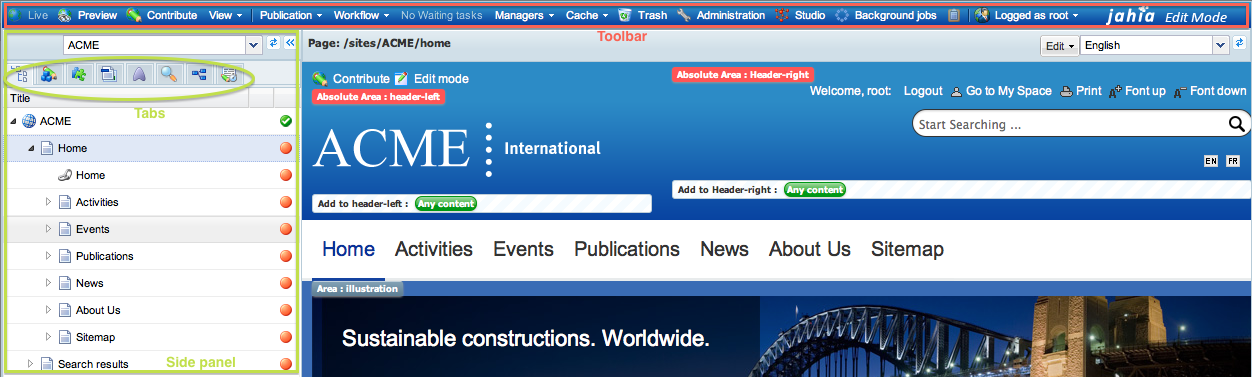 Live Preview Contribute View Publication Workflow No Waiting tasks Managers Cache Trash Administration Studio Background jobs Logged as root jahia Edit Mode
Toolbar
ACME
Page: /sites/ACME/home
Edit English
Tabs
Title
ACME
Home
Home
Activities
Events
Publications
News
About Us
Sitemap
Search results
Side panel
Contribute Edit mode
Absolute Area : header-left
Absolute Area : Header-right
Welcome, root: Logout Go to My Space Print A+ Font up A- Font down
Start Searching ...
ACME International
EN FR
Add to header-left : Any content
Add to Header-right : Any content
Home Activities Events Publications News About Us Sitemap
Area : illustration
Sustainable constructions. Worldwide.